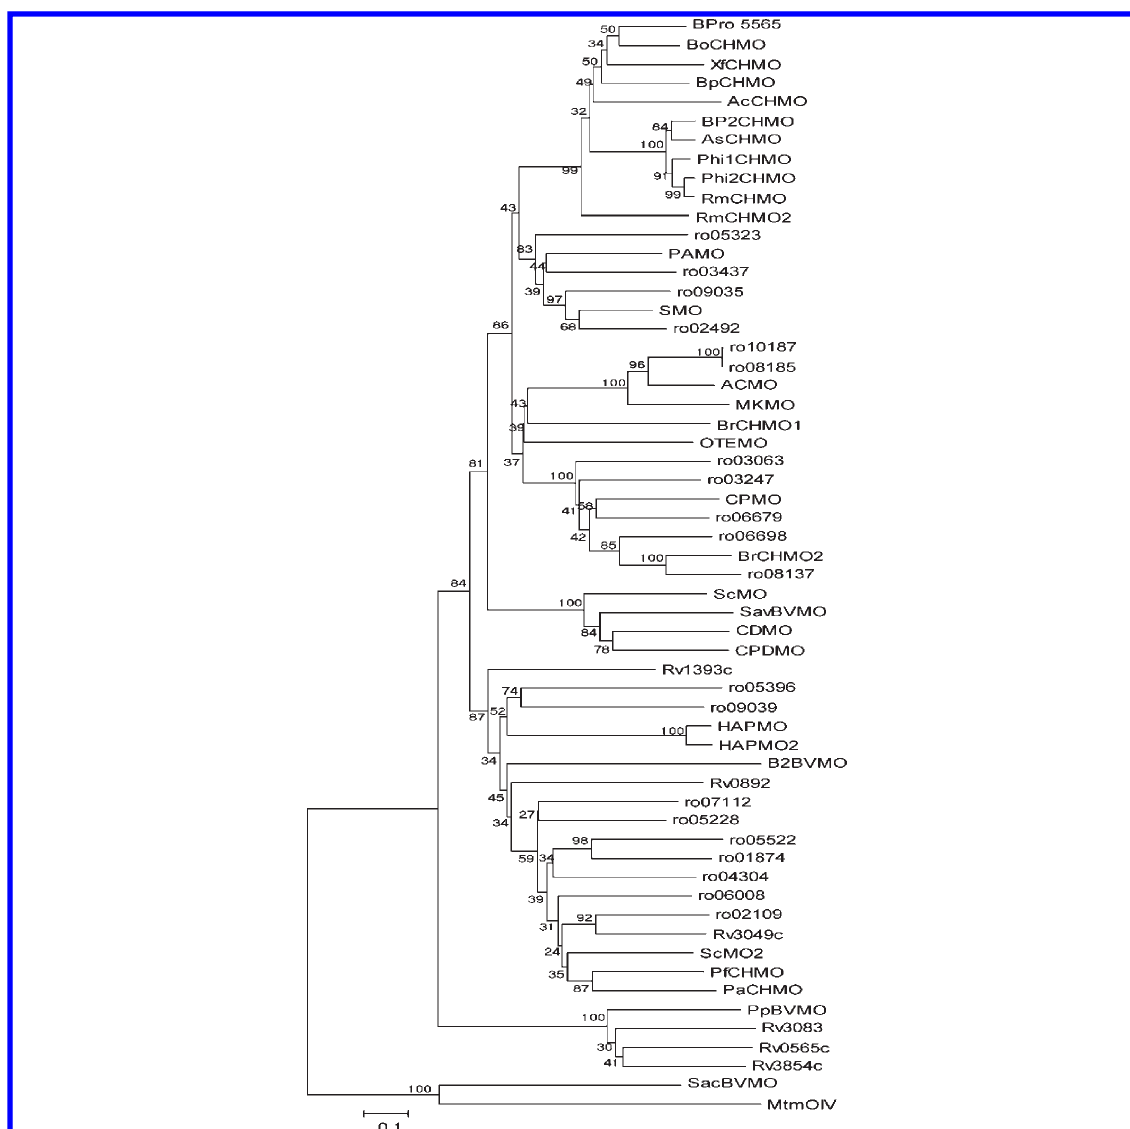 BPro 5565
50
BoCHMO
34
XfCHMO
50
BpCHMO
49
AcCHMO
32
BP2CHMO
84
AsCHMO
100
Phi1CHMO
91
Phi2CHMO
99
RmCHMO
99
RmCHMO2
43
ro05323
83
PAMO
44
ro03437
39
ro09035
97
SMO
68
ro02492
86
ro10187
100
ro08185
96
ACMO
100
MKMO
43
BrCHMO1
39
OTEMO
37
ro03063
100
ro03247
CPMO
58
41
ro06679
42
ro06698
85
BrCHMO2
100
ro08137
81
ScMO
100
SavBVMO
84
CDMO
78
CPDMO
84
Rv1393c
87
ro05396
74
ro09039
52
HAPMO
100
HAPMO2
34
B2BVMO
45
Rv0892
34
ro07112
27
ro05228
59
ro05522
98
ro01874
34
ro04304
39
ro06008
31
ro02109
92
Rv3049c
24
ScMO2
35
PfCHMO
87
PaCHMO
PpBVMO
100
Rv3083
30
Rv0565c
41
Rv3854c
SacBVMO
100
MtmOIV
0.1